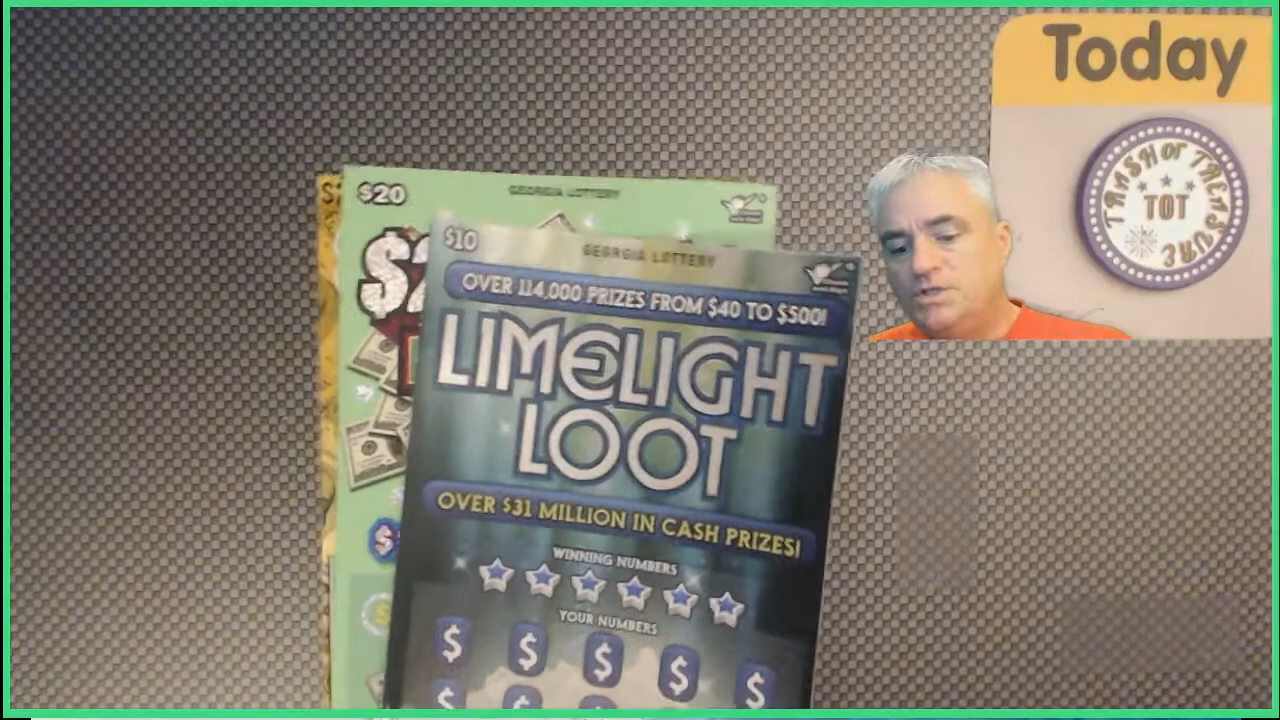 Today
TRASH OR TREASURE
TOT
$20
GEORGIA LOTTERY
$10
GEORGIA LOTTERY
OVER 114,000 PRIZES FROM $40 TO $500!
LIMELIGHT
LOOT
OVER $31 MILLION IN CASH PRIZES!
WINNING NUMBERS
YOUR NUMBERS
$ $ $ $ $